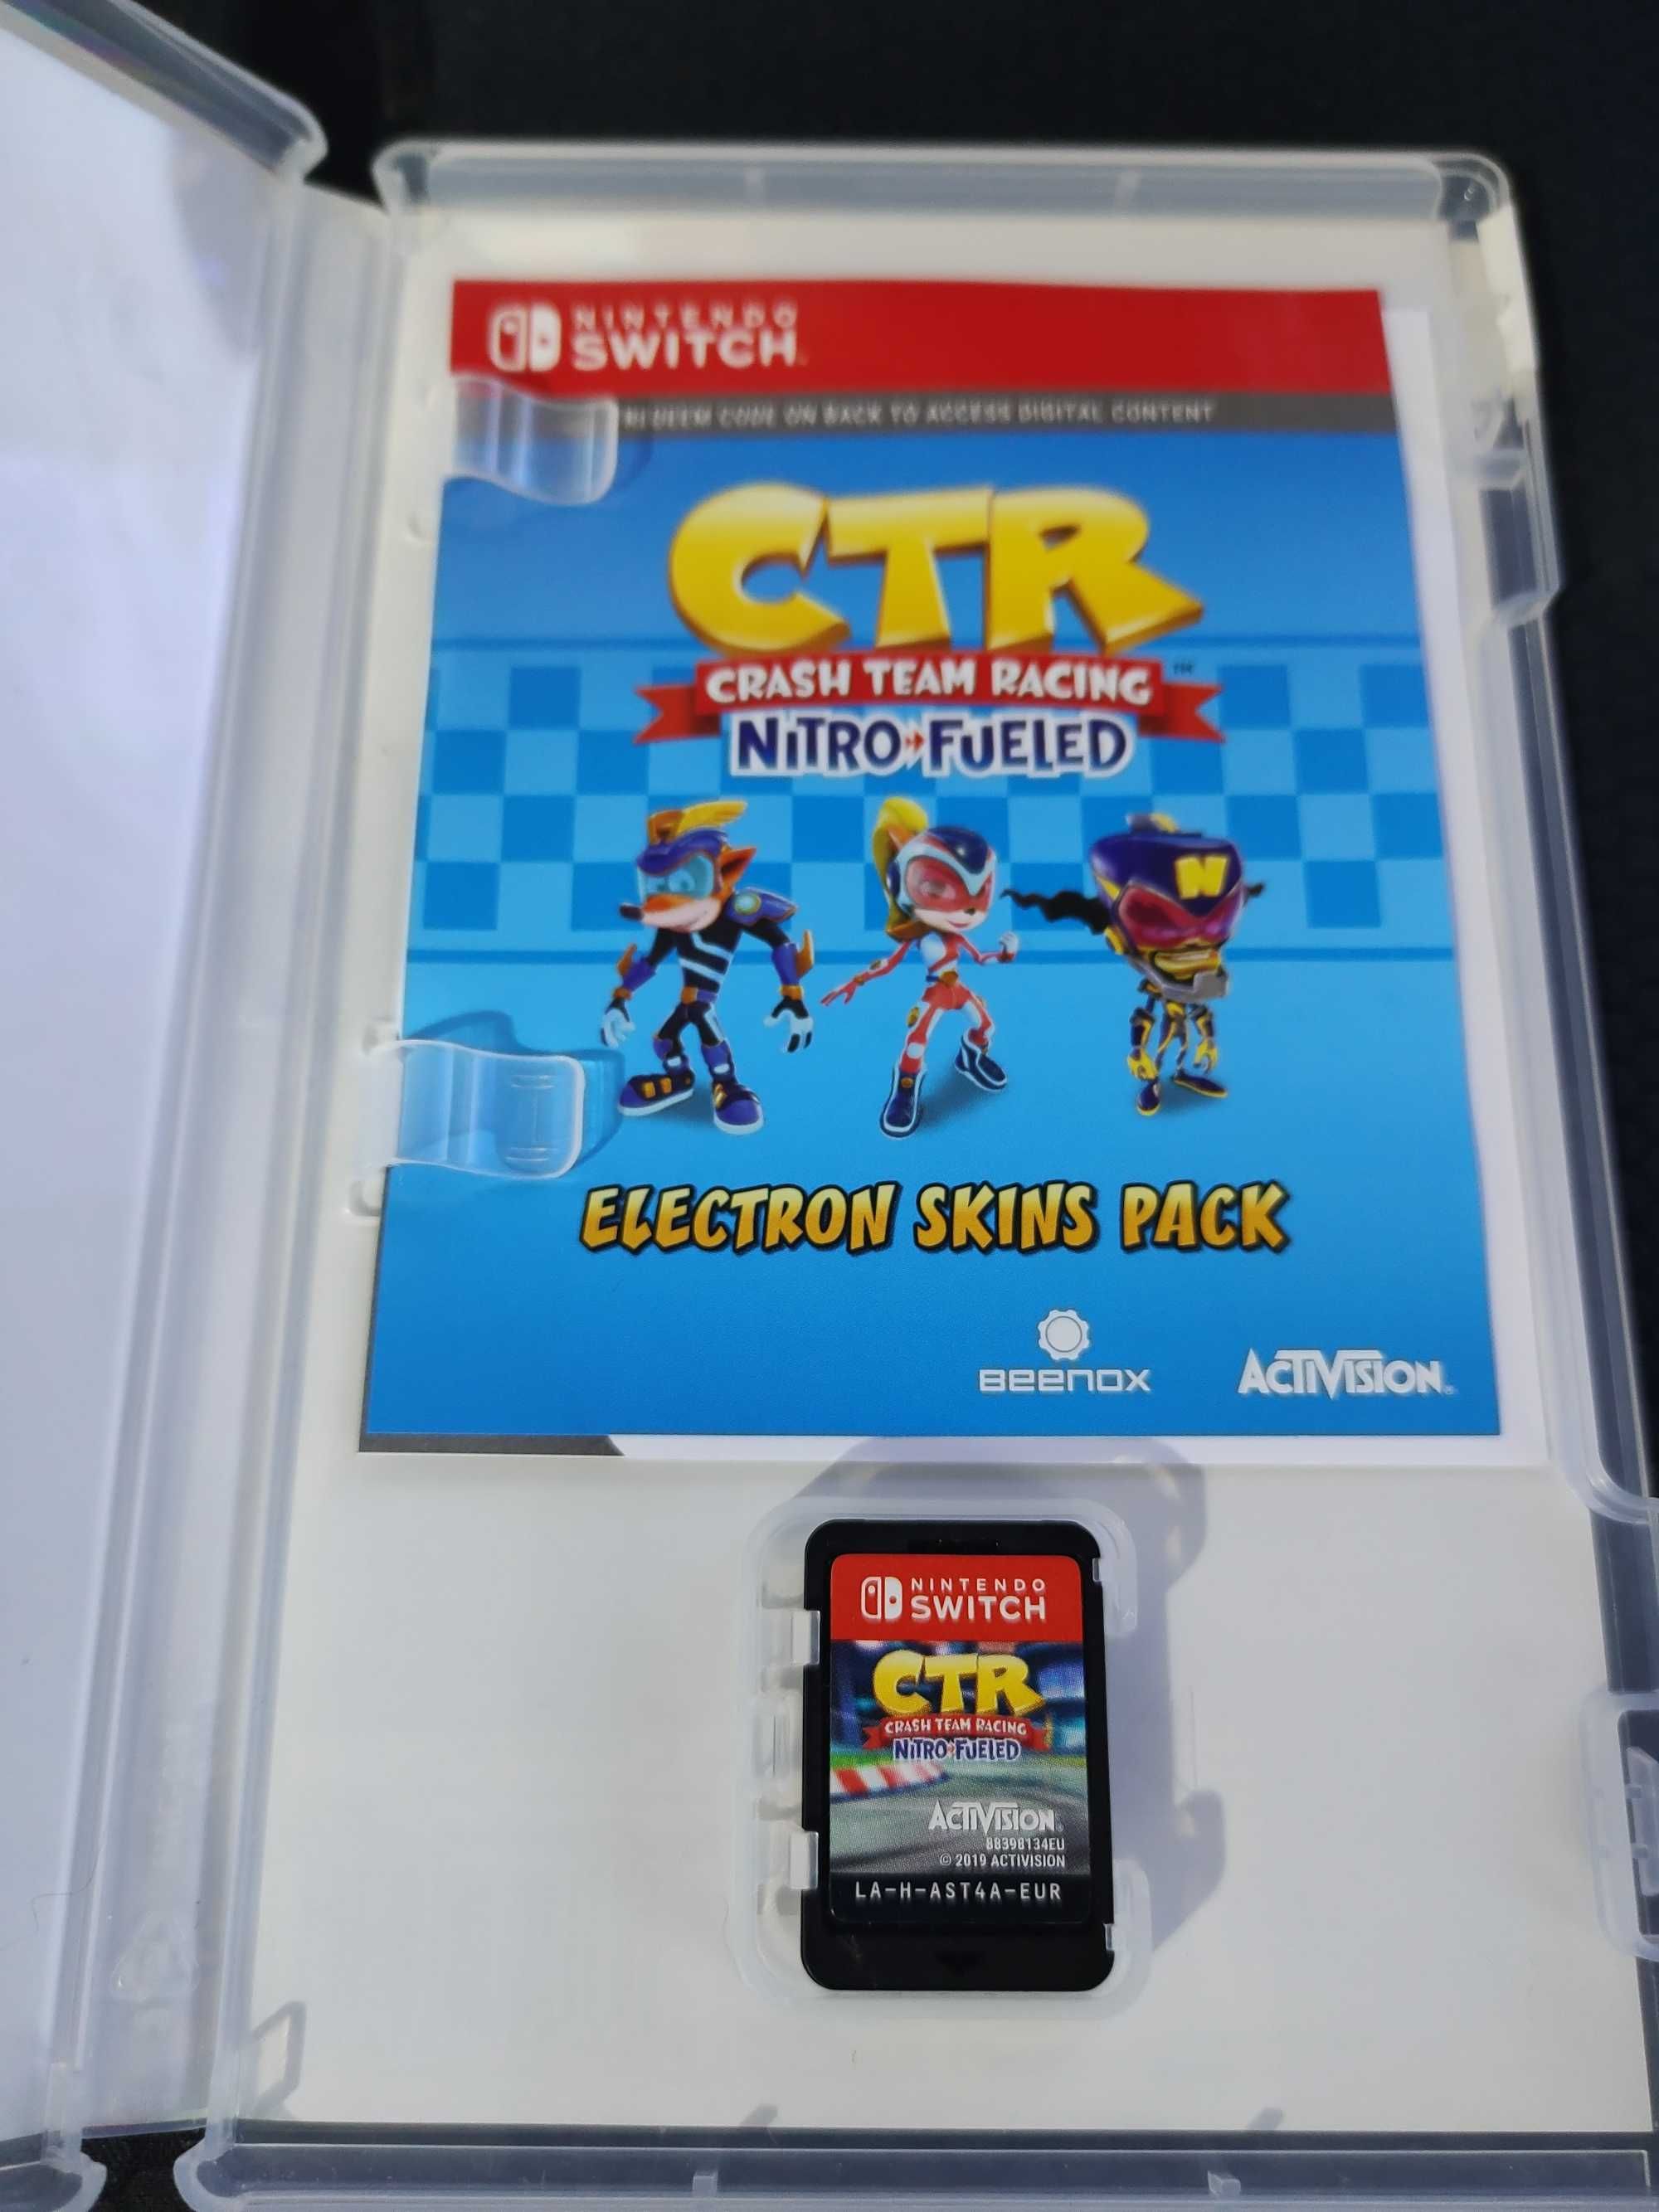 NINTENDO
SWITCH
REDEEM CODE ON BACK TO ACCESS DIGITAL CONTENT
CTR
CRASH TEAM RACING™
NiTRO FUELED
N
ELECTRON SKINS PACK
BEENOX
ACTIVISION®
NINTENDO
SWITCH
CTR
CRASH TEAM RACING
NiTRO FUELED
ACTIVISION®
88398134EU
© 2019 ACTIVISION
LA-H-AST4A-EUR